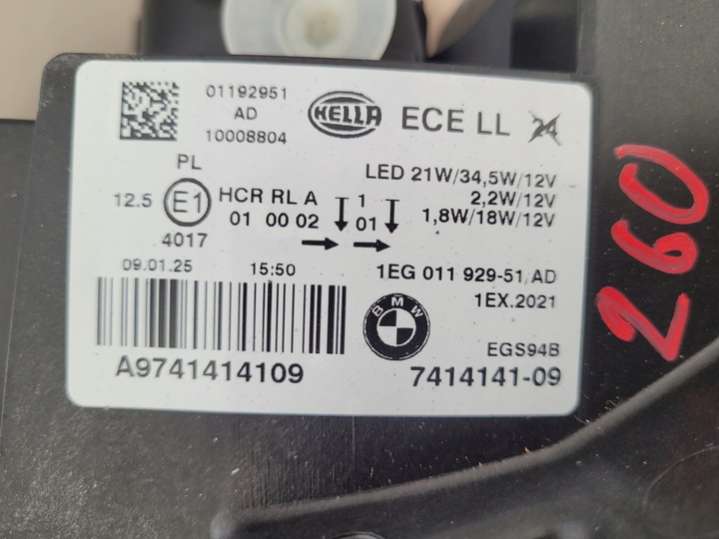 01192951
AD
10008804
HELLA
ECE LL 24
PL
LED 21W/34,5W/12V
2,2W/12V
1,8W/18W/12V
12.5 E1 HCR RL A 1
01 00 02 01
4017
09.01.25 15:50
1EG 011 929-51 AD
1EX.2021
BMW
EGS94B
A9741414109
7414141-09
260